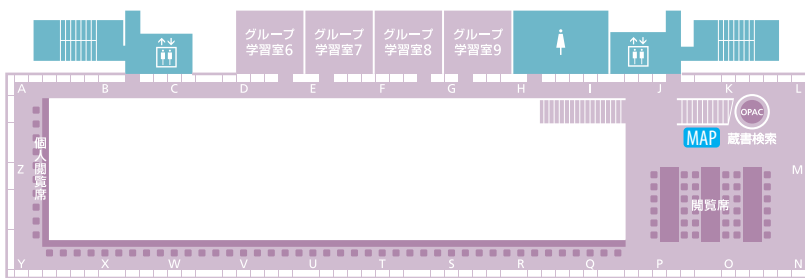 グループ
学習室6
グループ
学習室7
グループ
学習室8
グループ
学習室9
A B C D E F G H I J K L
OPAC
MAP 蔵書検索
個人閲覧席
Z
M
閲覧席
Y X W V U T S R Q P O N